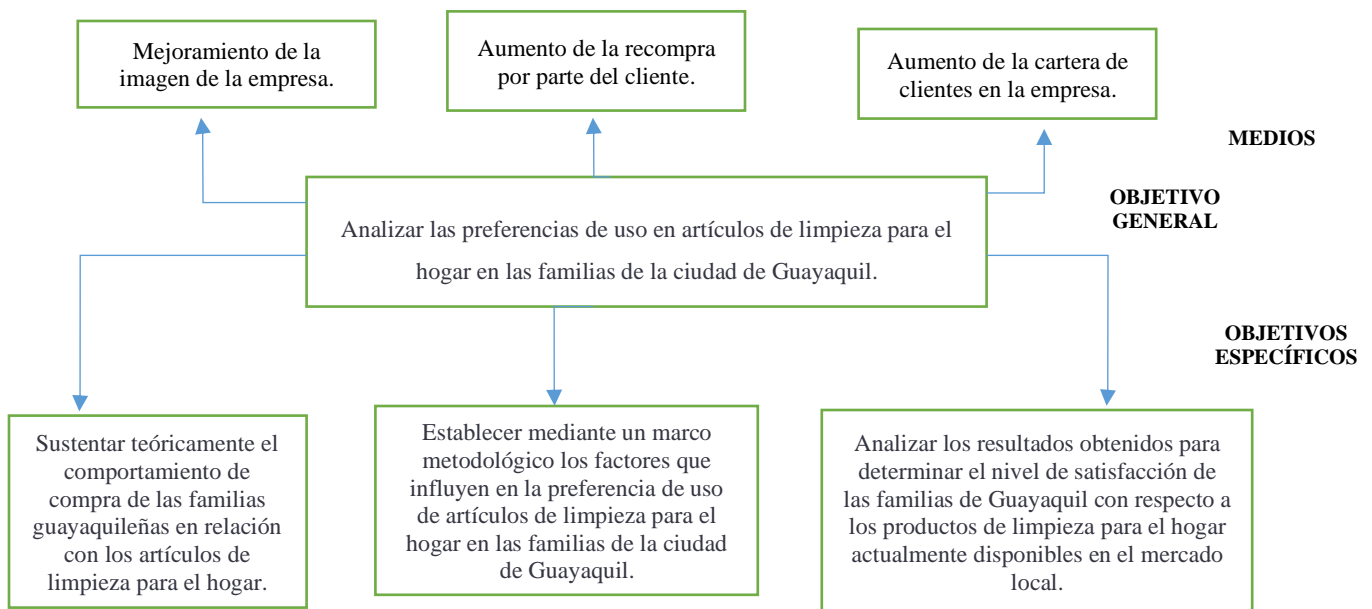 Mejoramiento de la
imagen de la empresa.
Aumento de la recompra
por parte del cliente.
Aumento de la cartera de
clientes en la empresa.
MEDIOS
OBJETIVO
GENERAL
Analizar las preferencias de uso en artículos de limpieza para el
hogar en las familias de la ciudad de Guayaquil.
OBJETIVOS
ESPECÍFICOS
Sustentar teóricamente el
comportamiento de
compra de las familias
guayaquileñas en relación
con los artículos de
limpieza para el hogar.
Establecer mediante un marco
metodológico los factores que
influyen en la preferencia de uso
de artículos de limpieza para el
hogar en las familias de la ciudad
de Guayaquil.
Analizar los resultados obtenidos para
determinar el nivel de satisfacción de
las familias de Guayaquil con respecto a
los productos de limpieza para el hogar
actualmente disponibles en el mercado
local.